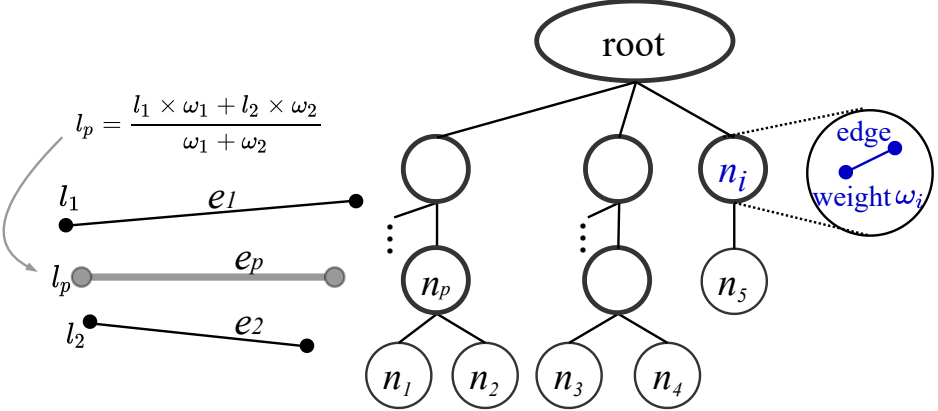 root
l_p = \frac{l_1 × ω_1 + l_2 × ω_2}{ω_1 + ω_2}
edge
n_i
weight ω_i
l_1
e_1
l_p
e_p
n_p
n_5
l_2
e_2
n_1
n_2
n_3
n_4